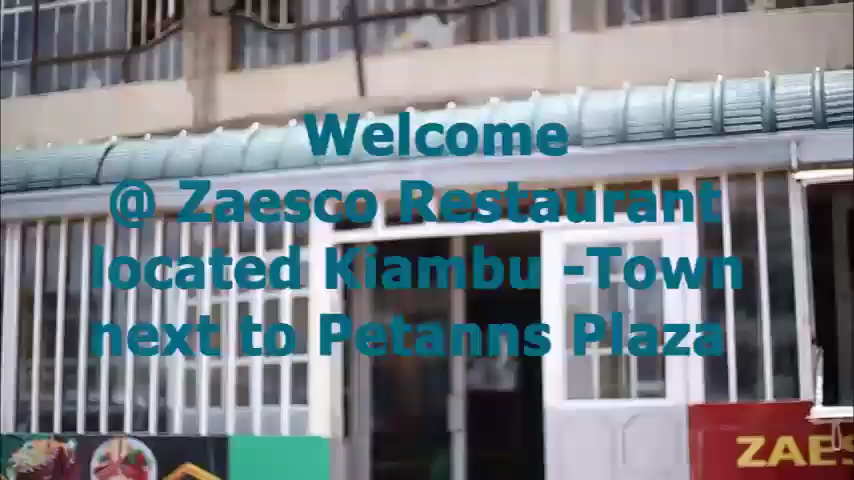 Welcome
@ Zaesco Restaurant
located Kiambu -Town
next to Petanns Plaza
ZAES